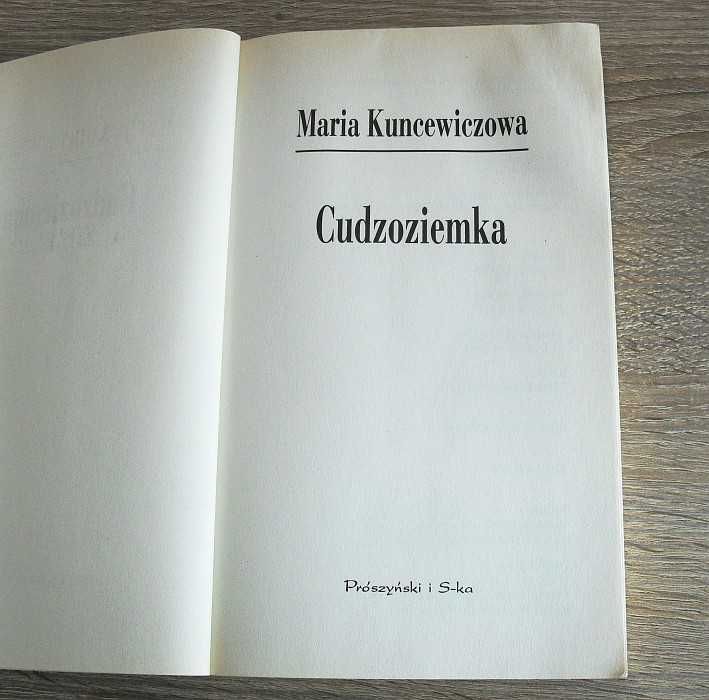 Maria Kuncewiczowa
Cudzoziemka
Prószyński i S-ka